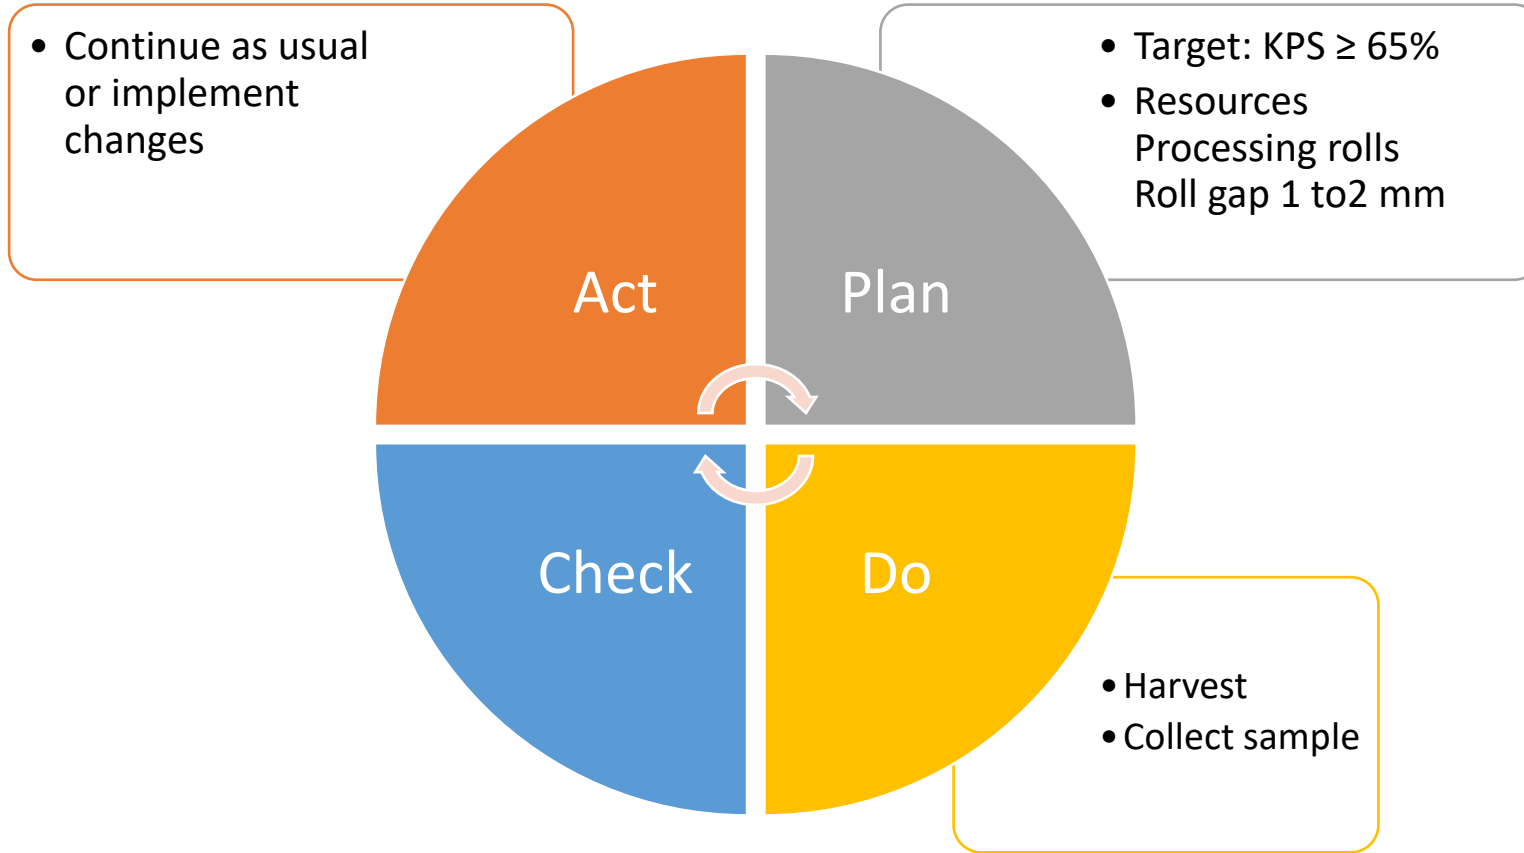 • Continue as usual
or implement
changes
• Target: KPS ≥ 65%
• Resources
Processing rolls
Roll gap 1 to2 mm
Act
Plan
Check
Do
• Harvest
• Collect sample